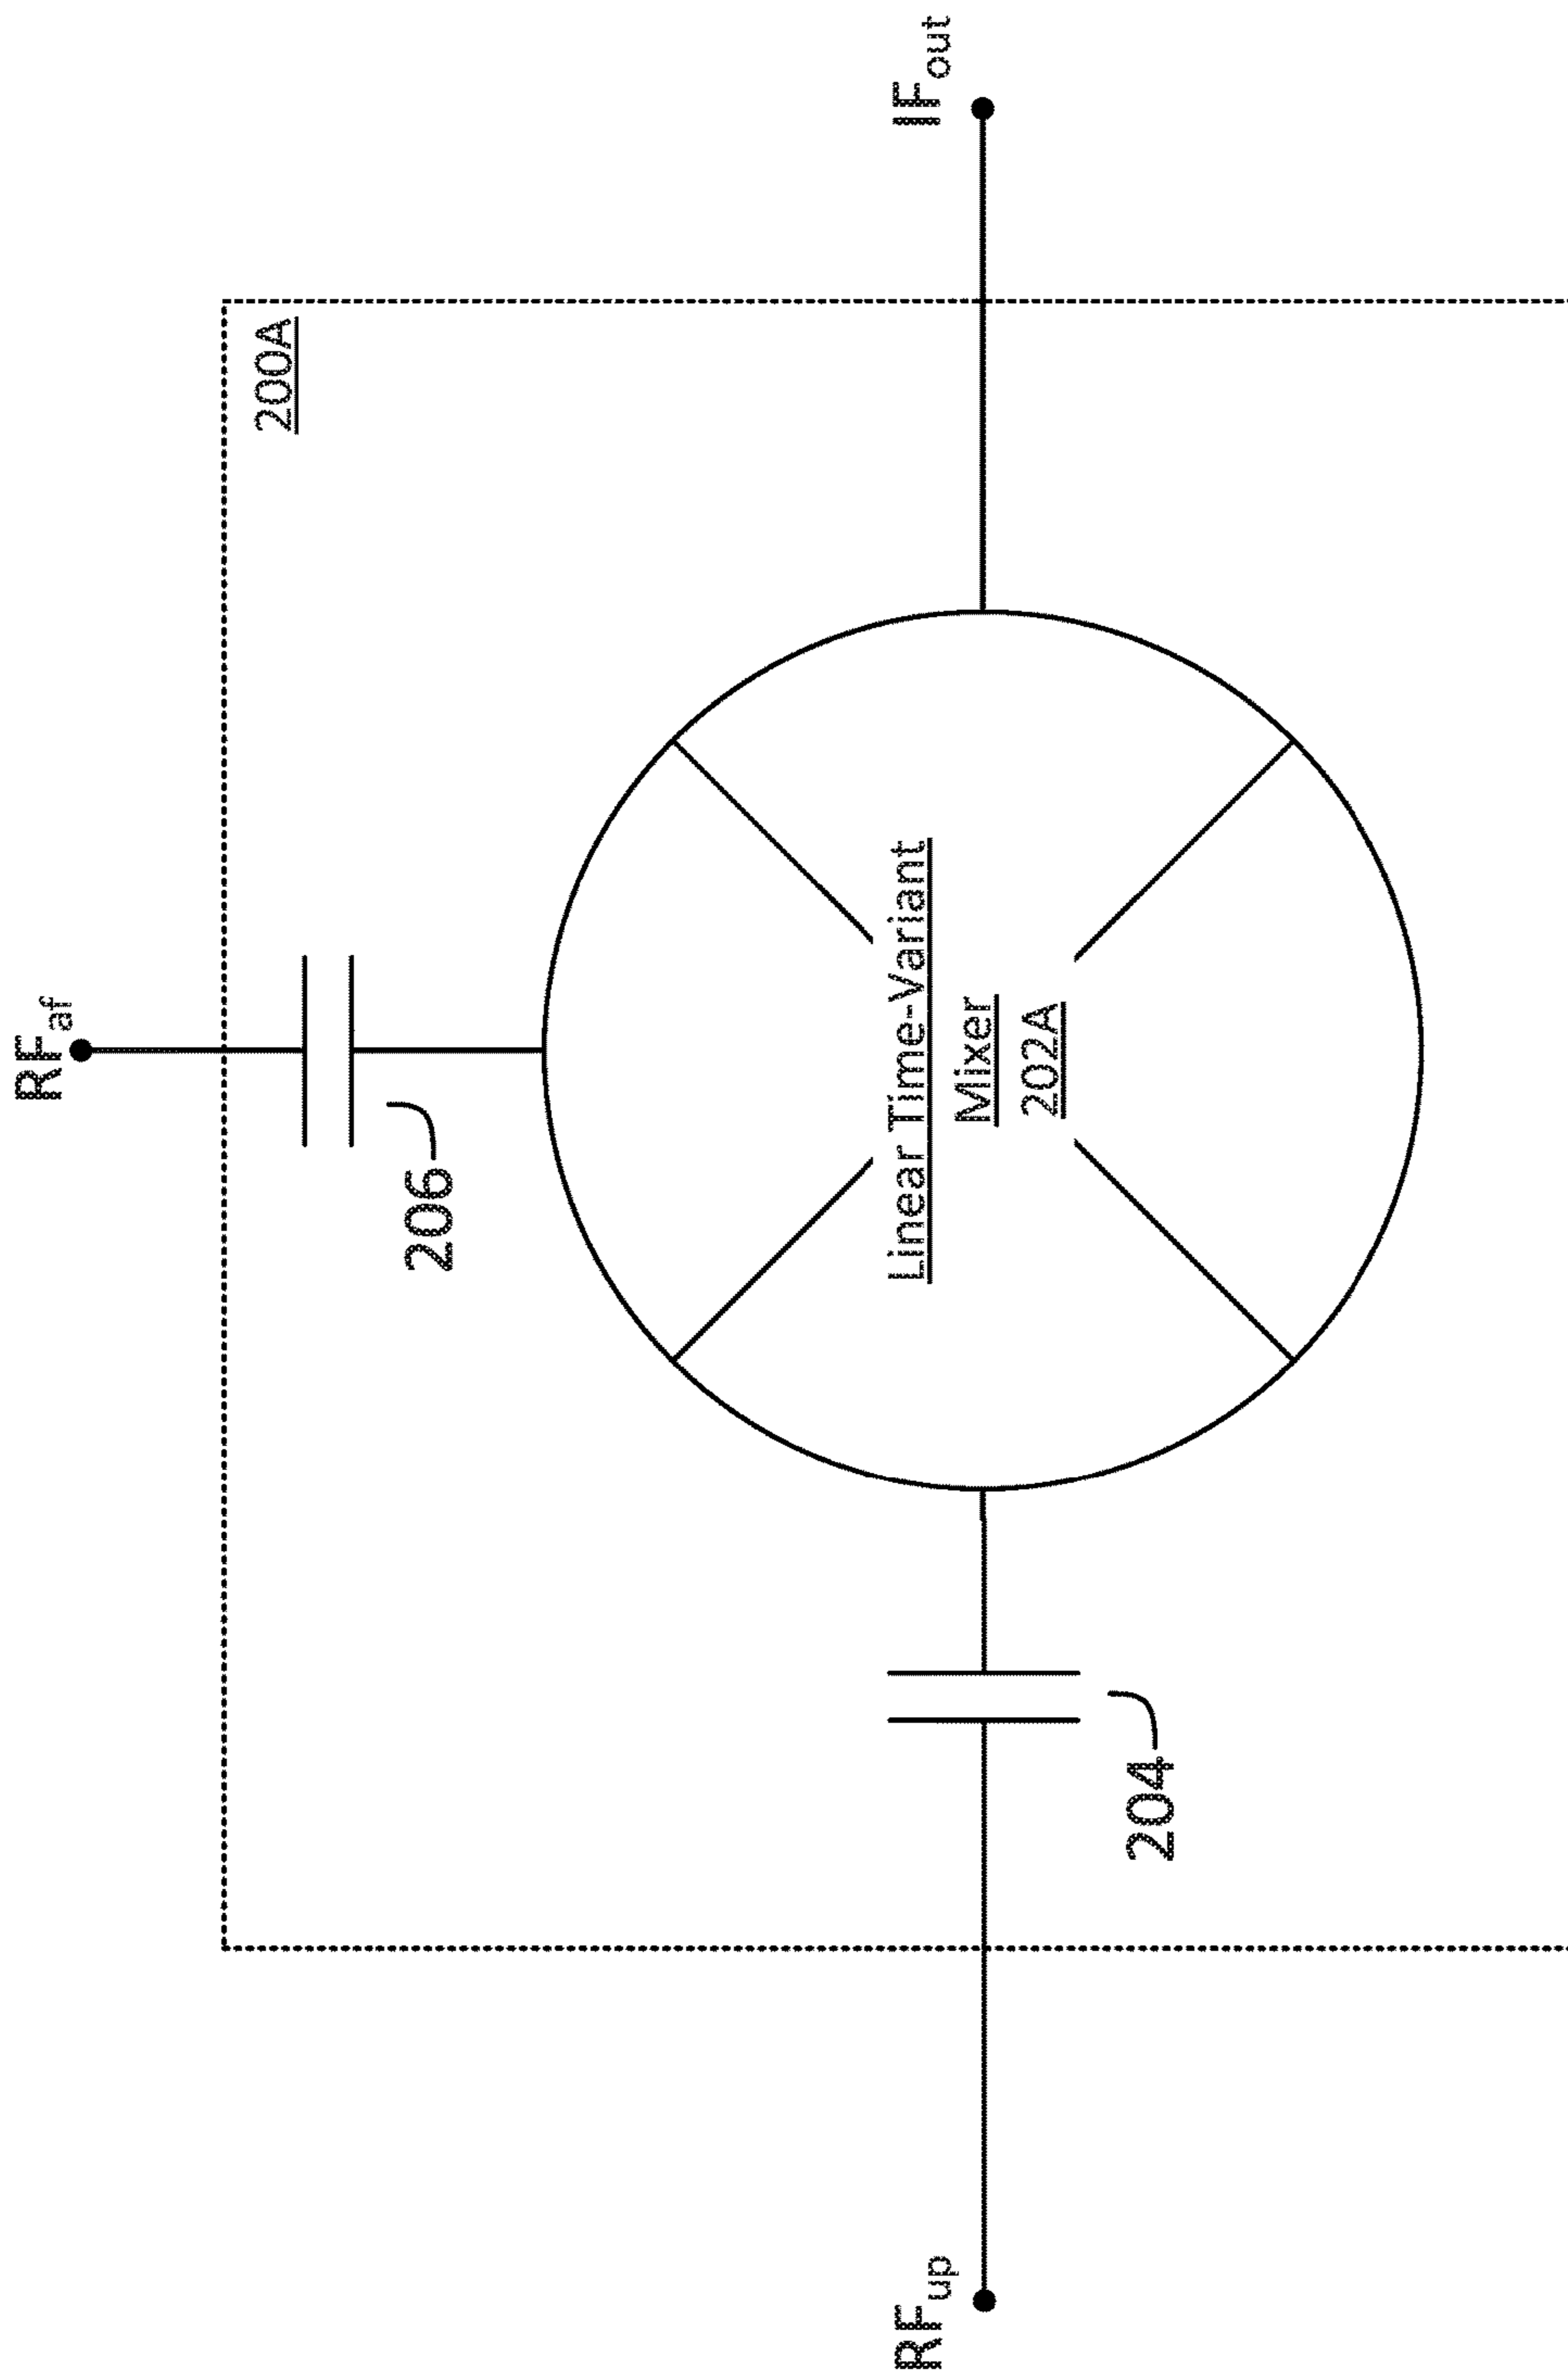 RF_af
200A
206
RF_up
IF_out
Linear Time-Variant
Mixer
202A
204